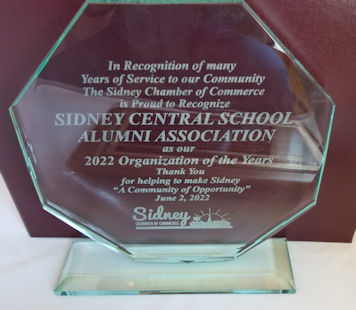 In Recognition of many
Years of Service to our Community
The Sidney Chamber of Commerce
is Proud to Recognize
SIDNEY CENTRAL SCHOOL
ALUMNI ASSOCIATION
as our
2022 Organization of the Years
Thank You
for helping to make Sidney
"A Community of Opportunity"
June 2, 2022
Sidney
CHAMBER OF COMMERCE